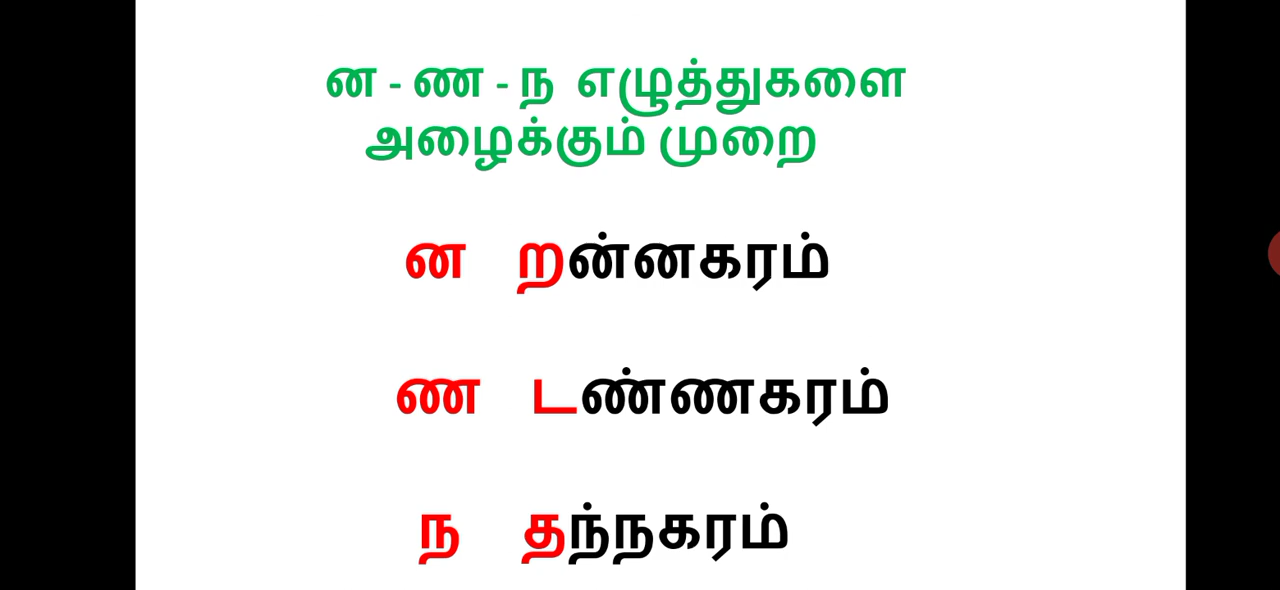 ன - ண - ந எழுத்துகளை
அழைக்கும் முறை
ன றன்னகரம்
ண டண்ணகரம்
ந தந்நகரம்